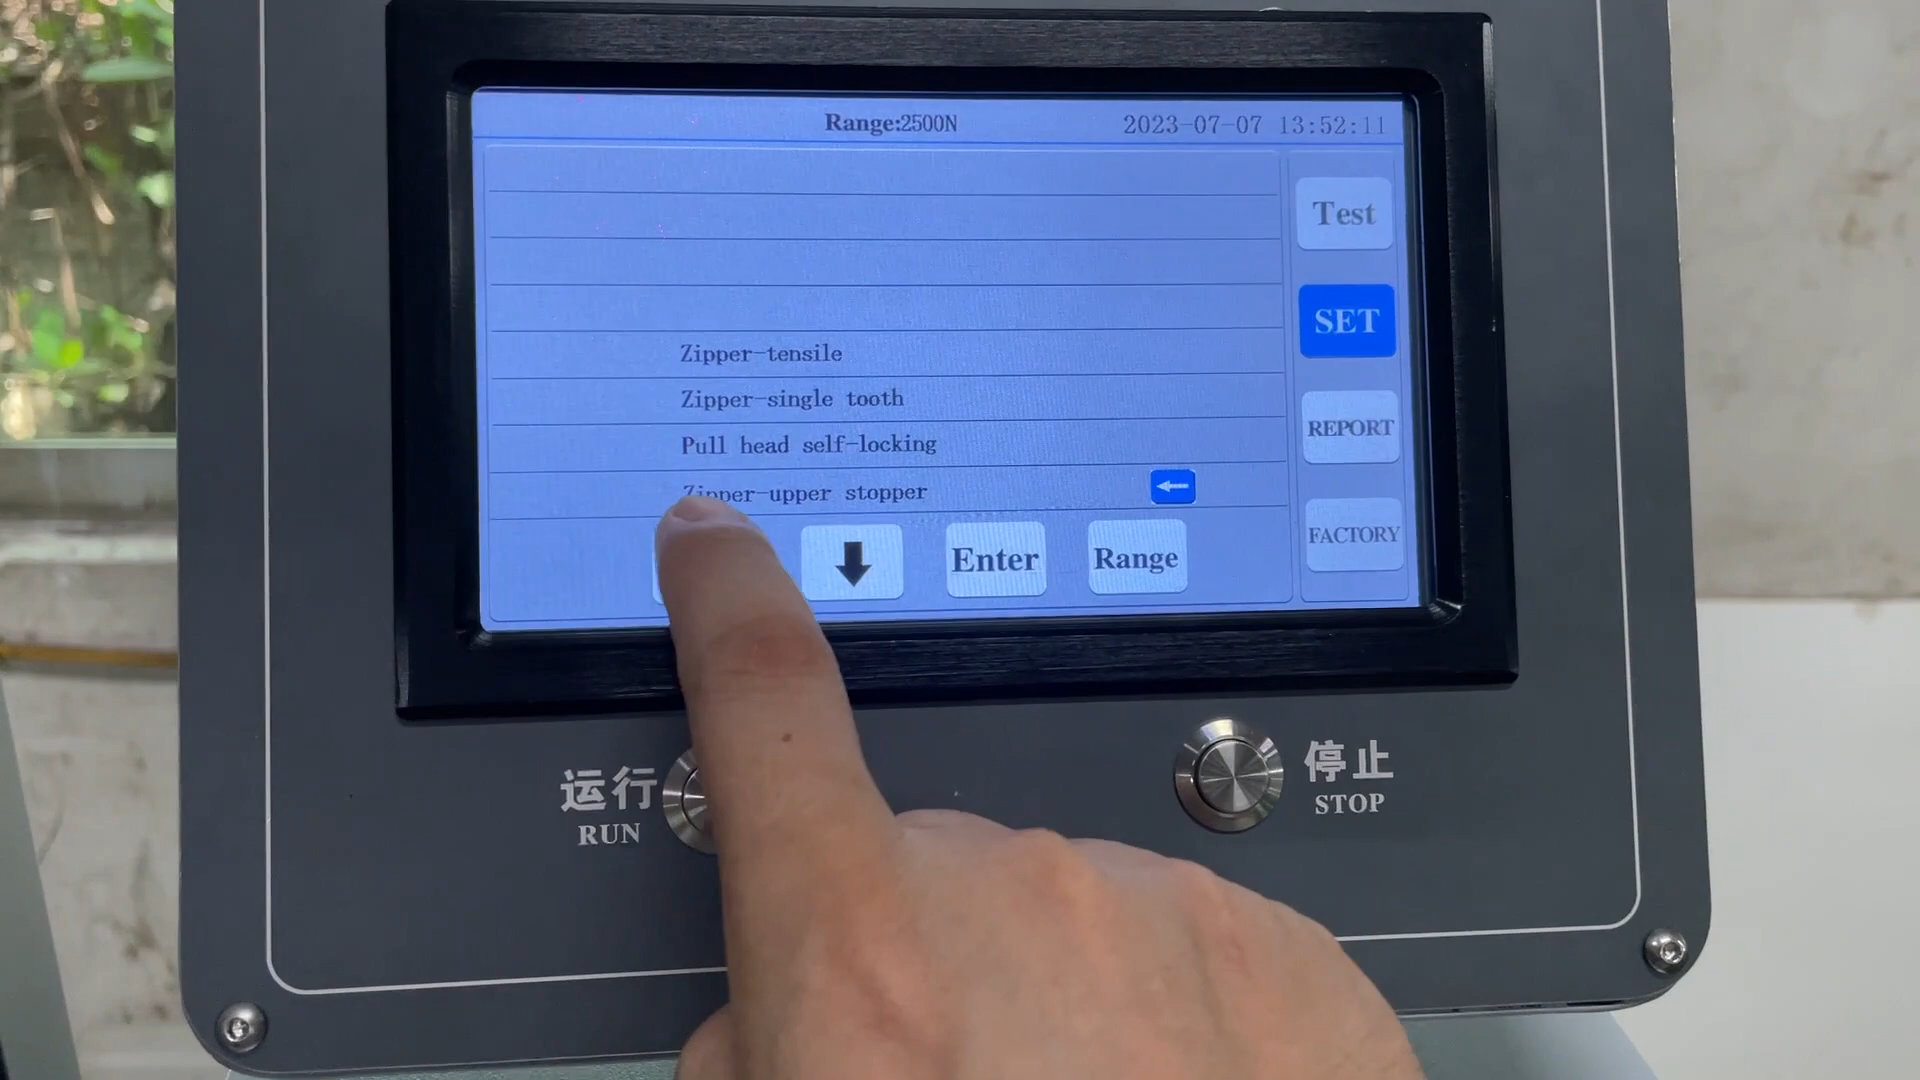 Range:2500N 2023-07-07 13:52:11
Test
SET
Zipper-tensile
Zipper-single tooth
REPORT
Pull head self-locking
Zipper-upper stopper
FACTORY
Enter
Range
运行
RUN
停止
STOP